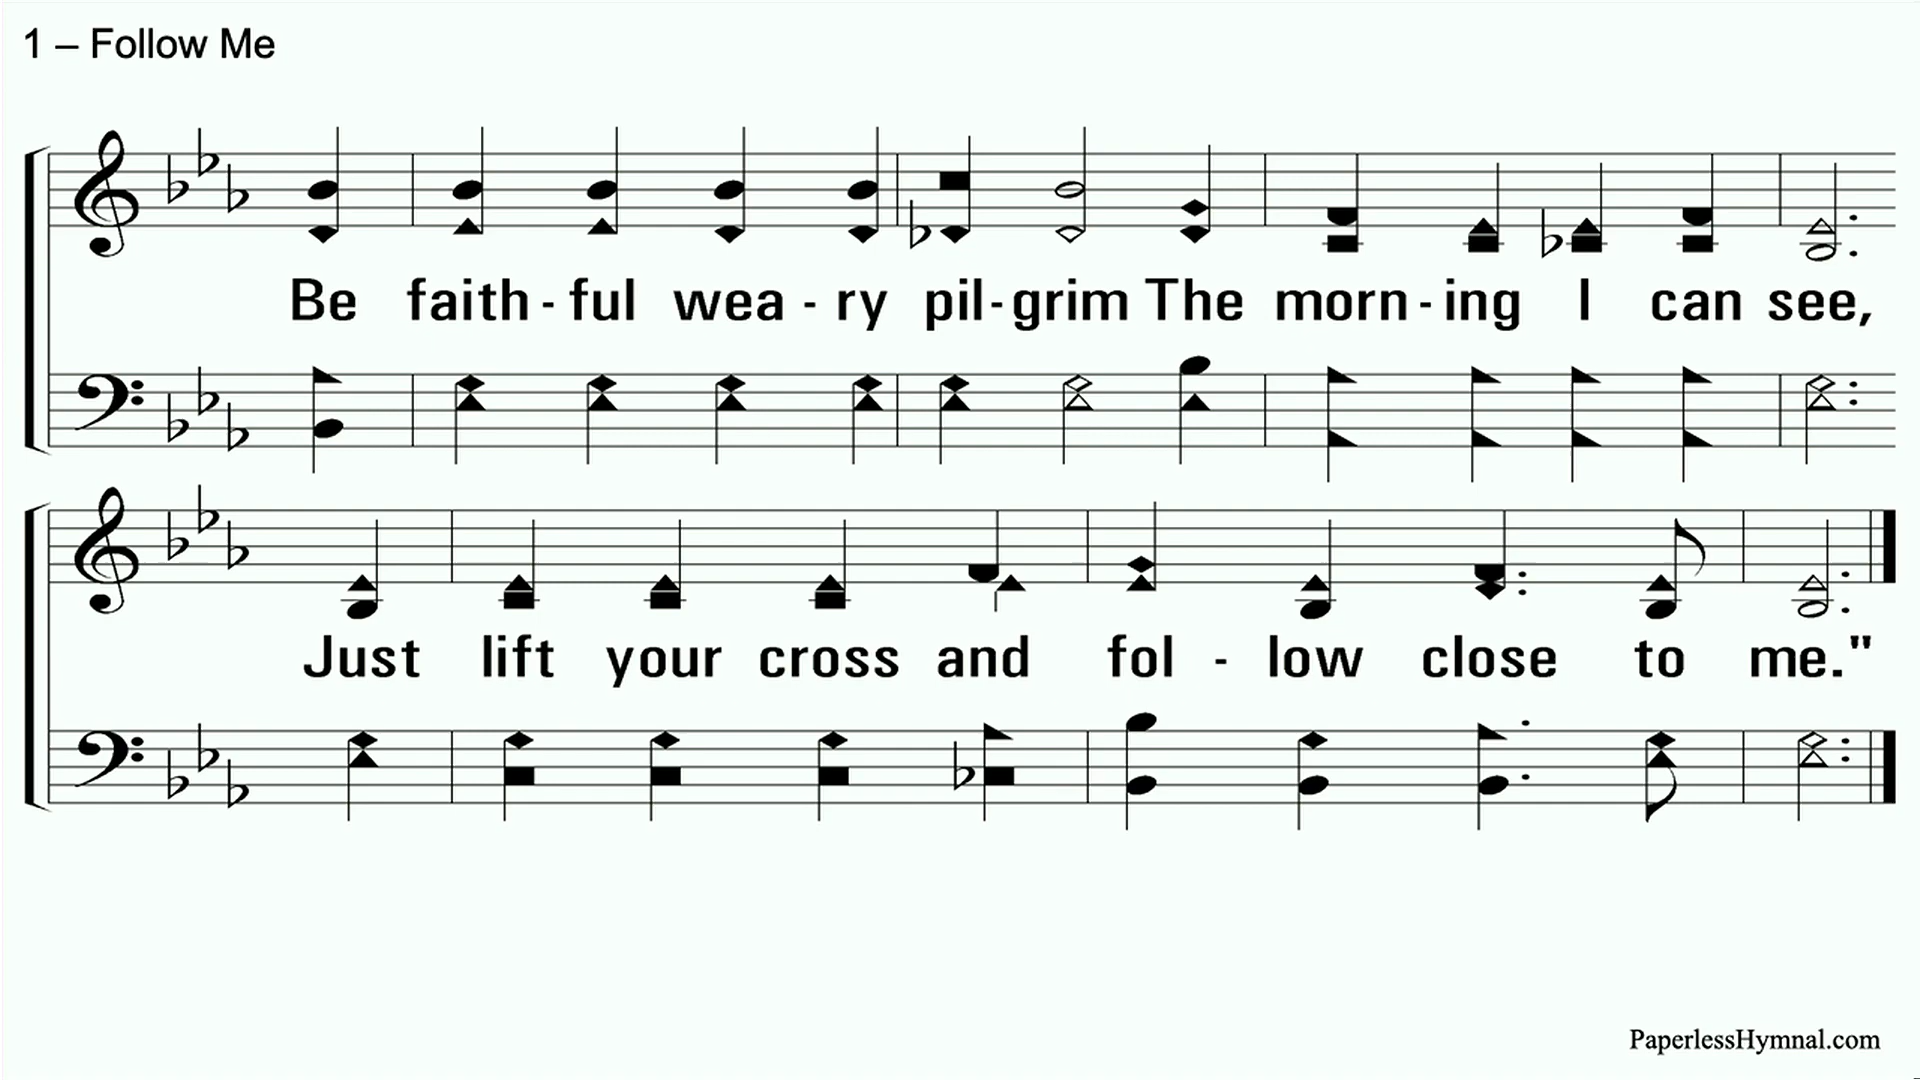 1 – Follow Me
Be faith - ful wea - ry pil - grim The morn - ing I can see,
Just lift your cross and fol - low close to me."
PaperlessHymnal.com